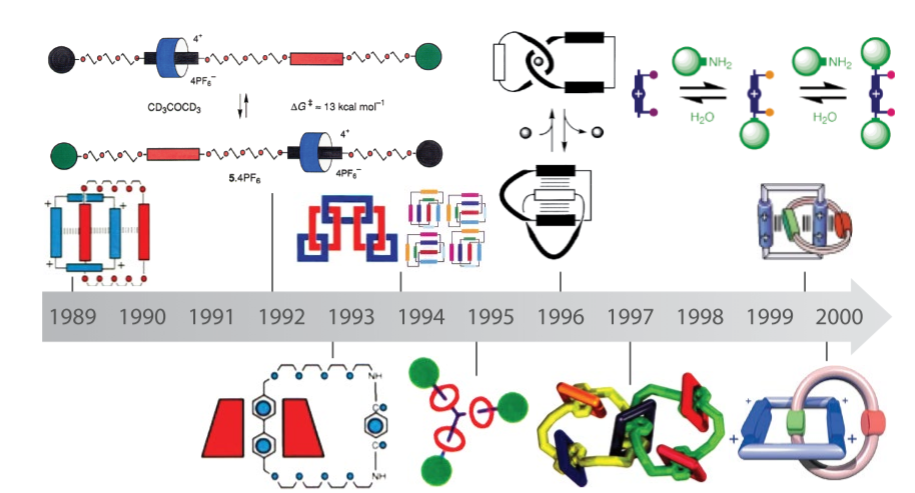 4+
4PF6−
CD3COCD3
ΔG‡ = 13 kcal mol−1
4+
4PF6−
5.4PF6
NH2
H2O
NH2
H2O
+
+
+
+
+
+
+
1989 1990 1991 1992 1993 1994 1995 1996 1997 1998 1999 2000
NH
C
C
NH
+
+
+
+